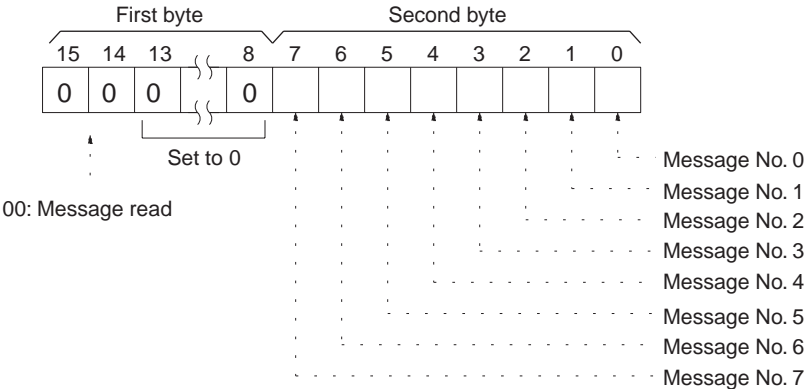 First byte Second byte
15 14 13 8 7 6 5 4 3 2 1 0
0 0 0 0
Set to 0
00: Message read
Message No. 0
Message No. 1
Message No. 2
Message No. 3
Message No. 4
Message No. 5
Message No. 6
Message No. 7